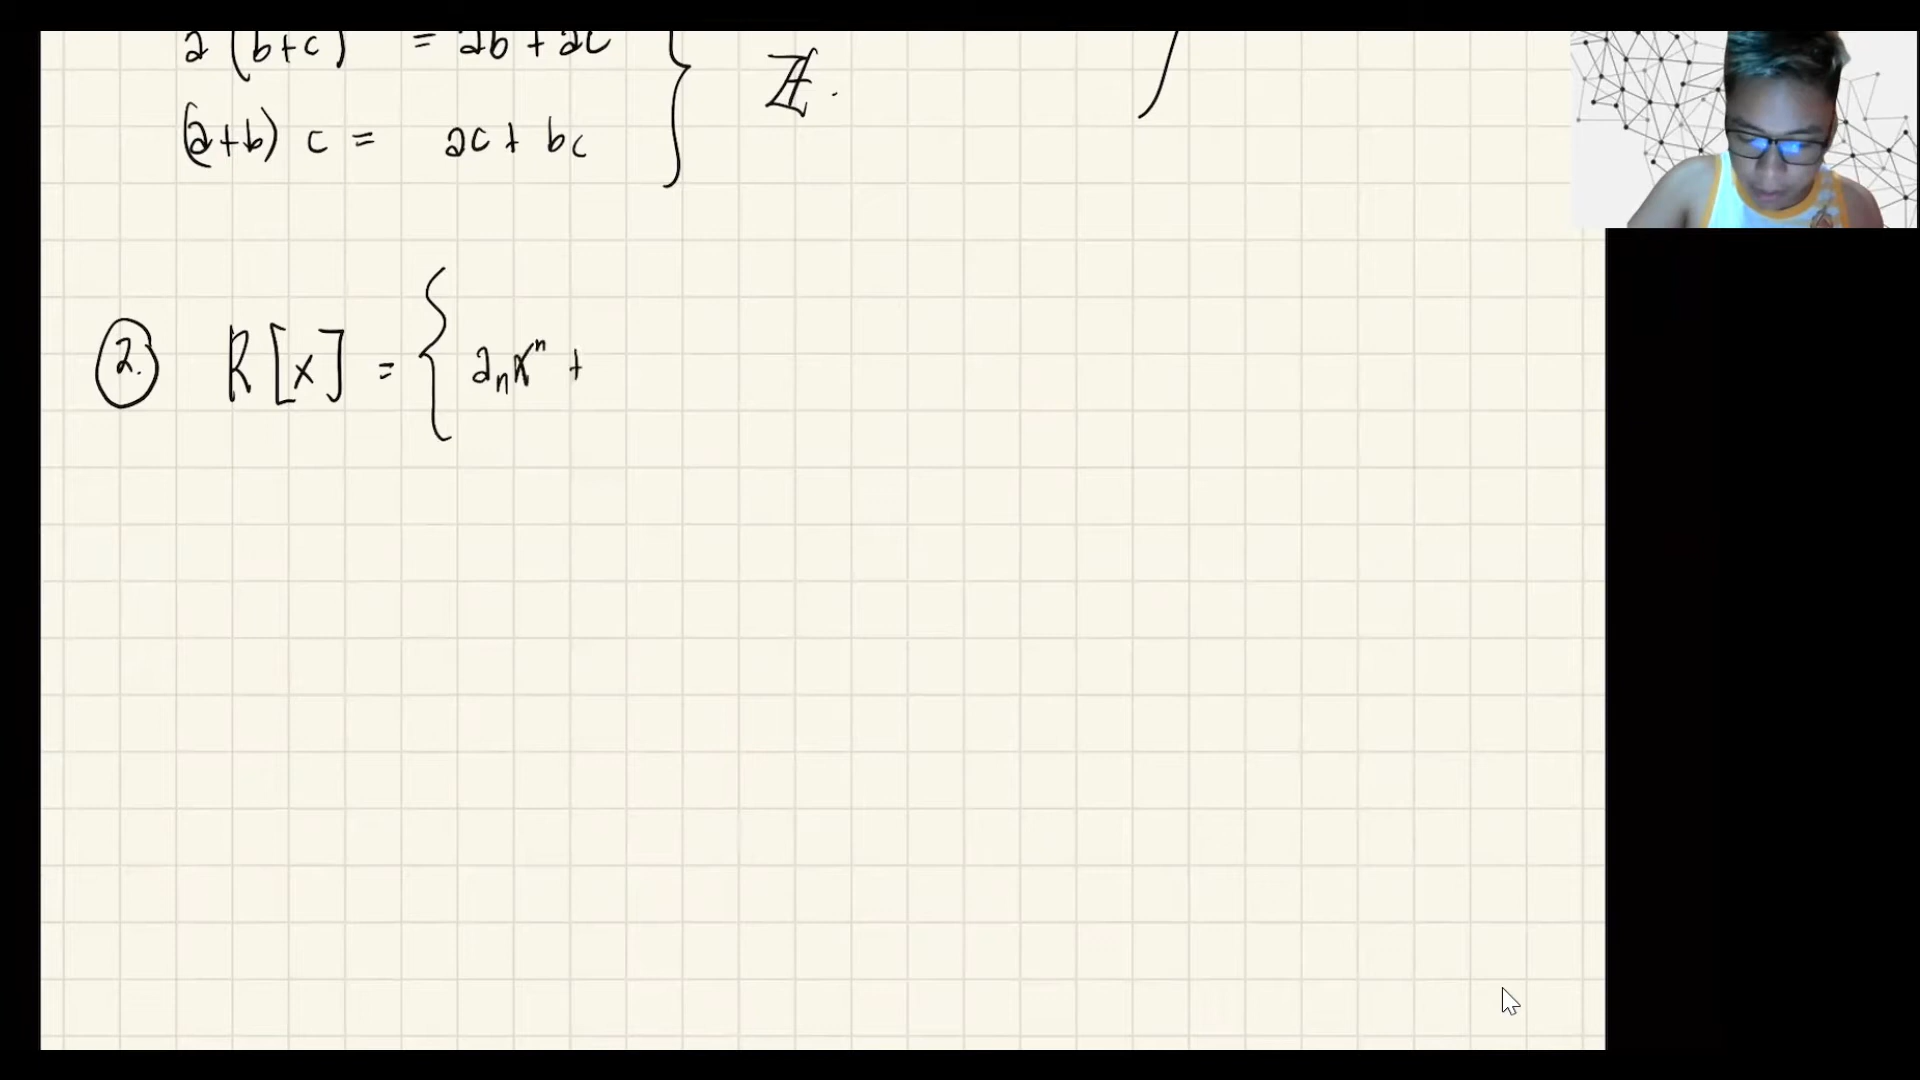 a (b+c) = ab + ac
(a+b) c = ac + bc } ℤ.
2. R[x] = { aₙxⁿ +